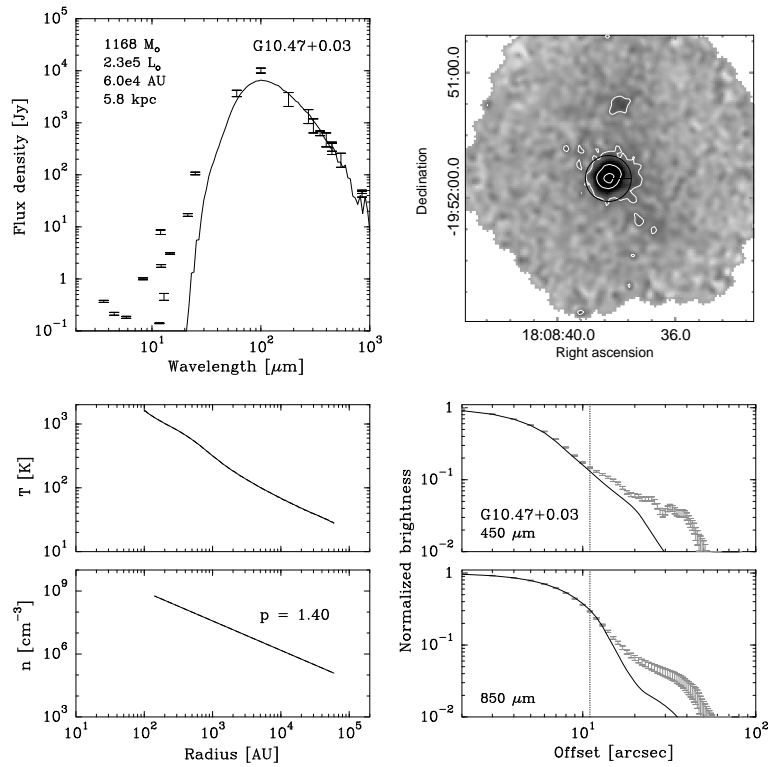 10^5
10^4
10^3
10^2
10^1
1
10^-1
Flux density [Jy]
1168 M_o
2.3e5 L_o
6.0e4 AU
5.8 kpc
G10.47+0.03
10^1 10^2 10^3
Wavelength [μm]
51:00.0
-19:52:00.0
Declination
18:08:40.0 36.0
Right ascension
10^3
10^2
10^1
T [K]
10^9
10^6
10^3
n [cm^-3]
p = 1.40
10^1 10^2 10^3 10^4 10^5
Radius [AU]
1
10^-1
10^-2
G10.47+0.03
450 μm
Normalized brightness
1
10^-1
10^-2
850 μm
10^1 10^2
Offset [arcsec]